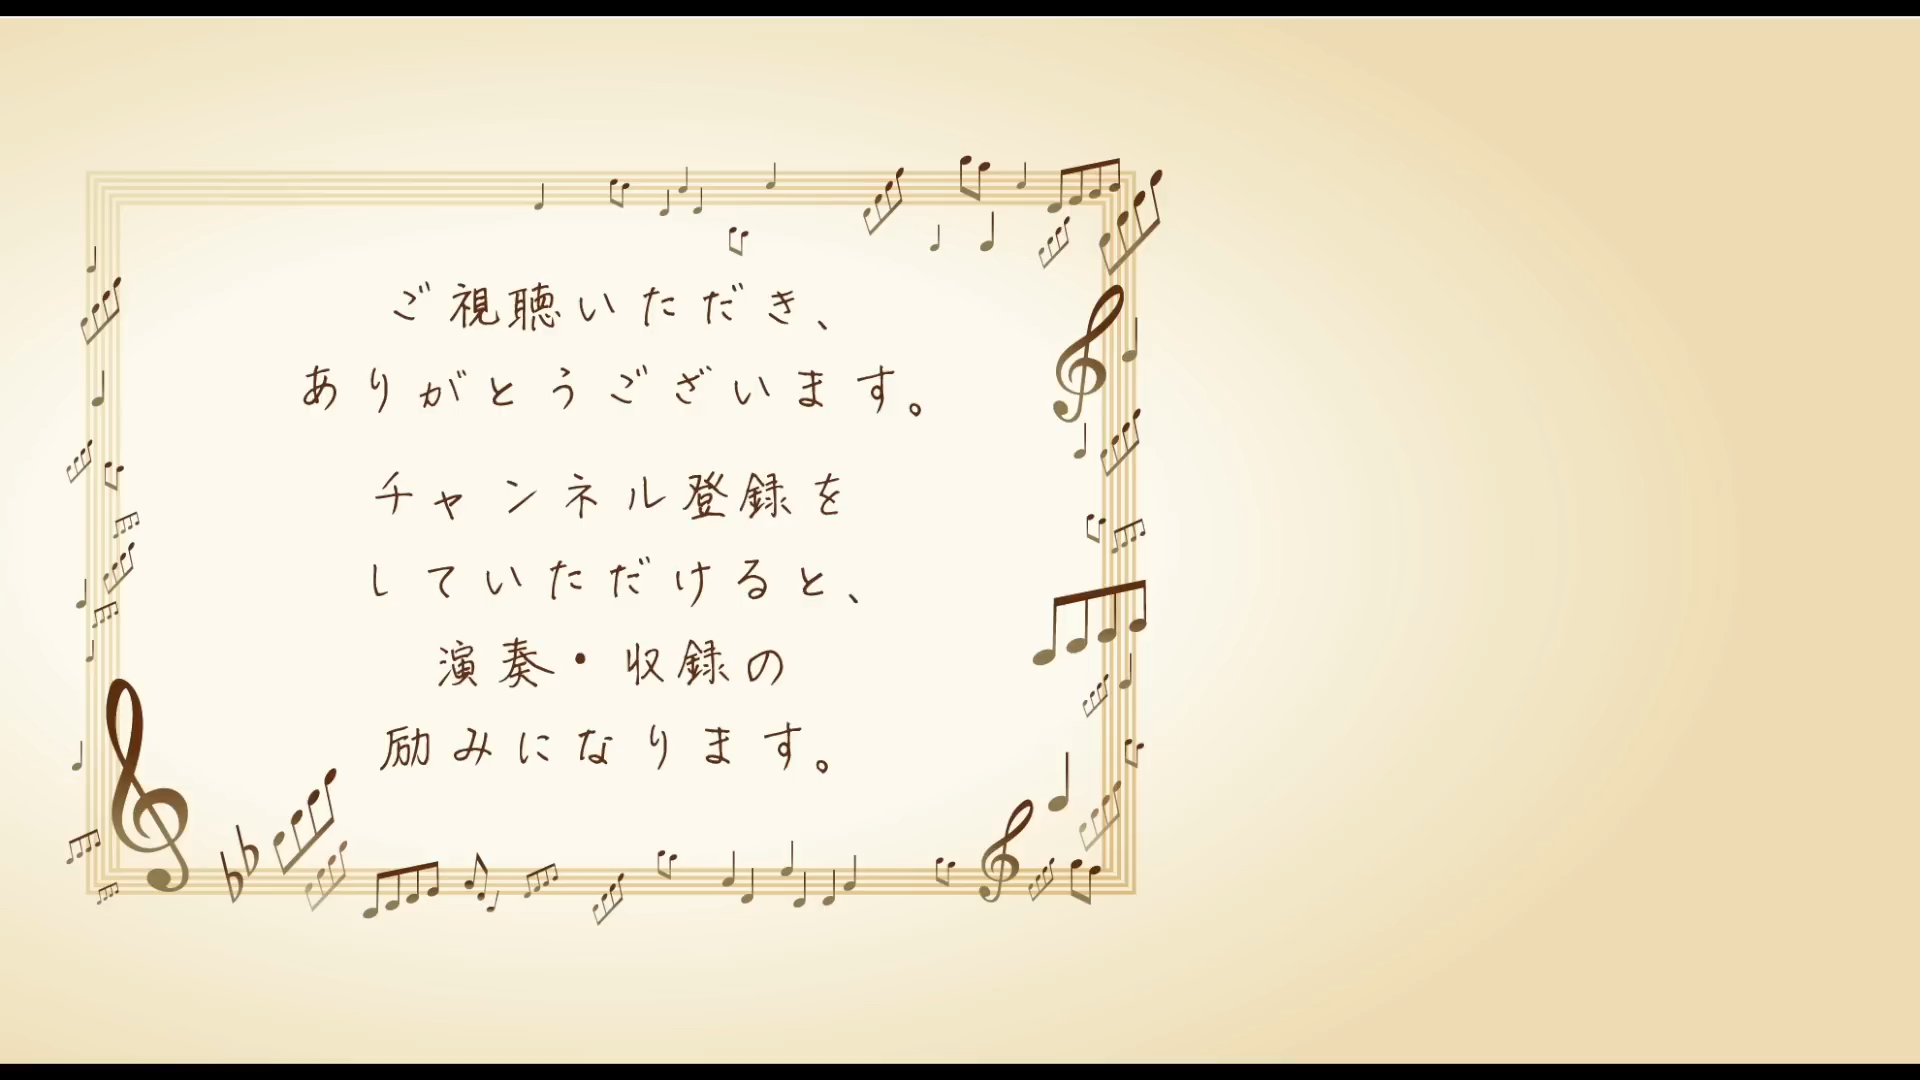 ご視聴いただき、
ありがとうございます。
チャンネル登録を
していただけると、
演奏・収録の
励みになります。